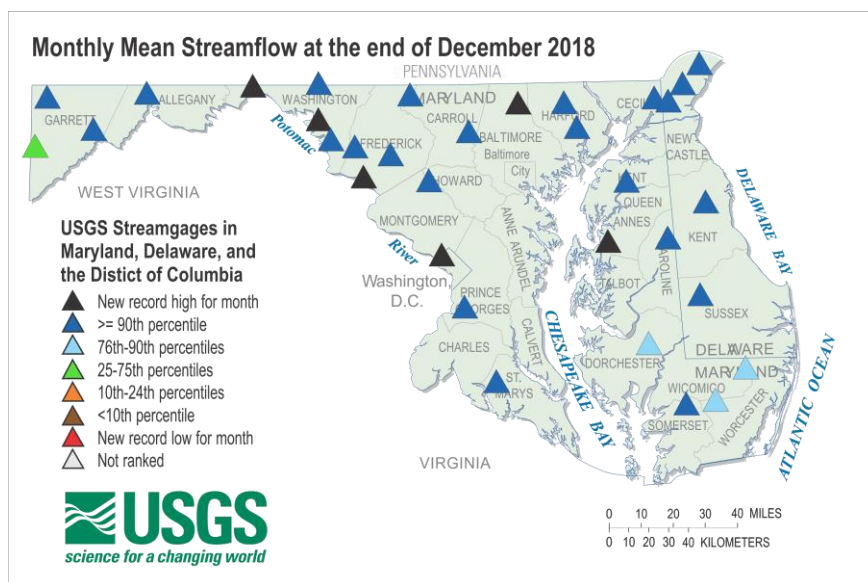 Monthly Mean Streamflow at the end of December 2018
PENNSYLVANIA
GARRETT
ALLEGANY
WASHINGTON
MARYLAND
CARROLL
HARFORD
CECIL
Potomac
FREDERICK
BALTIMORE
Baltimore
City
NEW
CASTLE
WEST VIRGINIA
HOWARD
KENT
QUEEN
ANNES
DELAWARE BAY
MONTGOMERY
ANNE ARUNDEL
KENT
River
Washington,
D.C.
TALBOT
AROLINE
PRINCE
GEORGES
SUSSEX
CALVERT
CHESAPEAKE BAY
CHARLES
DORCHESTER
DELAWARE
MARYLAND
ST.
MARYS
WICOMICO
SOMERSET
WORCESTER
ATLANTIC OCEAN
VIRGINIA
USGS Streamgages in
Maryland, Delaware, and
the Distict of Columbia
New record high for month
>= 90th percentile
76th-90th percentiles
25-75th percentiles
10th-24th percentiles
<10th percentile
New record low for month
Not ranked
USGS
science for a changing world
0 10 20 30 40 MILES
0 10 20 30 40 KILOMETERS